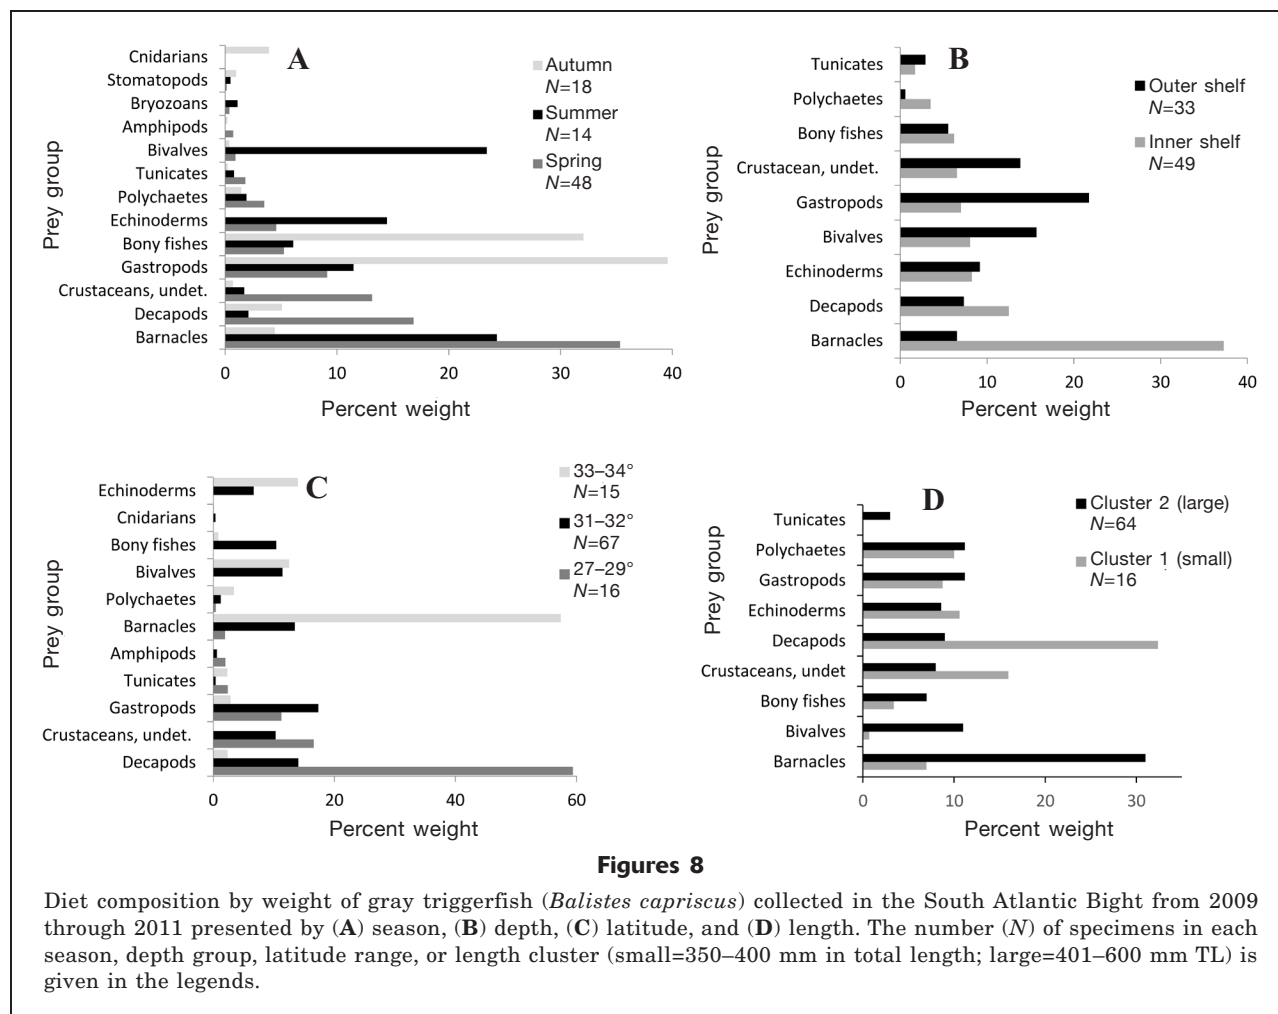 A
Cnidarians
Stomatopods
Bryozoans
Amphipods
Bivalves
Tunicates
Polychaetes
Echinoderms
Bony fishes
Gastropods
Crustaceans, undet.
Decapods
Barnacles
Prey group
0 10 20 30 40
Percent weight
Autumn
N=18
Summer
N=14
Spring
N=48
B
Tunicates
Polychaetes
Bony fishes
Crustacean, undet.
Gastropods
Bivalves
Echinoderms
Decapods
Barnacles
Prey group
0 10 20 30 40
Percent weight
Outer shelf
N=33
Inner shelf
N=49
C
Echinoderms
Cnidarians
Bony fishes
Bivalves
Polychaetes
Barnacles
Amphipods
Tunicates
Gastropods
Crustaceans, undet.
Decapods
Prey group
0 20 40 60
Percent weight
33–34°
N=15
31–32°
N=67
27–29°
N=16
D
Tunicates
Polychaetes
Gastropods
Echinoderms
Decapods
Crustaceans, undet
Bony fishes
Bivalves
Barnacles
Prey group
0 10 20 30
Percent weight
Cluster 2 (large)
N=64
Cluster 1 (small)
N=16
Figures 8
Diet composition by weight of gray triggerfish (Balistes capriscus) collected in the South Atlantic Bight from 2009
through 2011 presented by (A) season, (B) depth, (C) latitude, and (D) length. The number (N) of specimens in each
season, depth group, latitude range, or length cluster (small=350–400 mm in total length; large=401–600 mm TL) is
given in the legends.